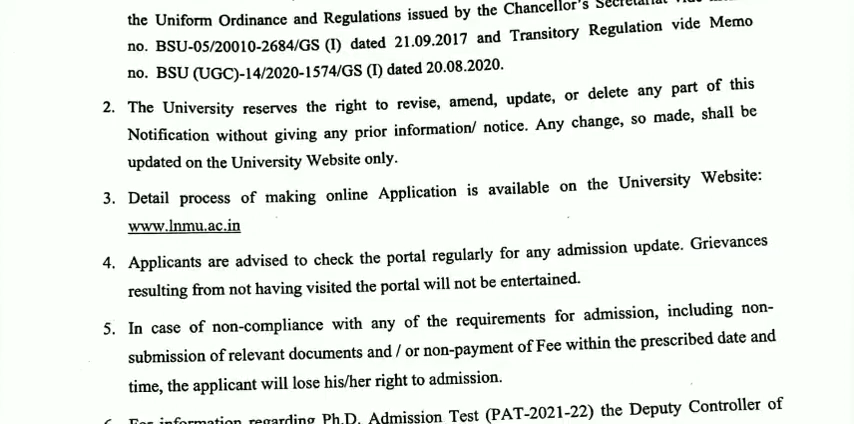 the Uniform Ordinance and Regulations issued by the Chancellor's Secretariat vide
no. BSU-05/20010-2684/GS (I) dated 21.09.2017 and Transitory Regulation vide Memo
no. BSU (UGC)-14/2020-1574/GS (I) dated 20.08.2020.
2. The University reserves the right to revise, amend, update, or delete any part of this
Notification without giving any prior information/ notice. Any change, so made, shall be
updated on the University Website only.
3. Detail process of making online Application is available on the University Website:
www.lnmu.ac.in
4. Applicants are advised to check the portal regularly for any admission update. Grievances
resulting from not having visited the portal will not be entertained.
5. In case of non-compliance with any of the requirements for admission, including non-
submission of relevant documents and / or non-payment of Fee within the prescribed date and
time, the applicant will lose his/her right to admission.
6. For information regarding Ph.D. Admission Test (PAT-2021-22) the Deputy Controller of